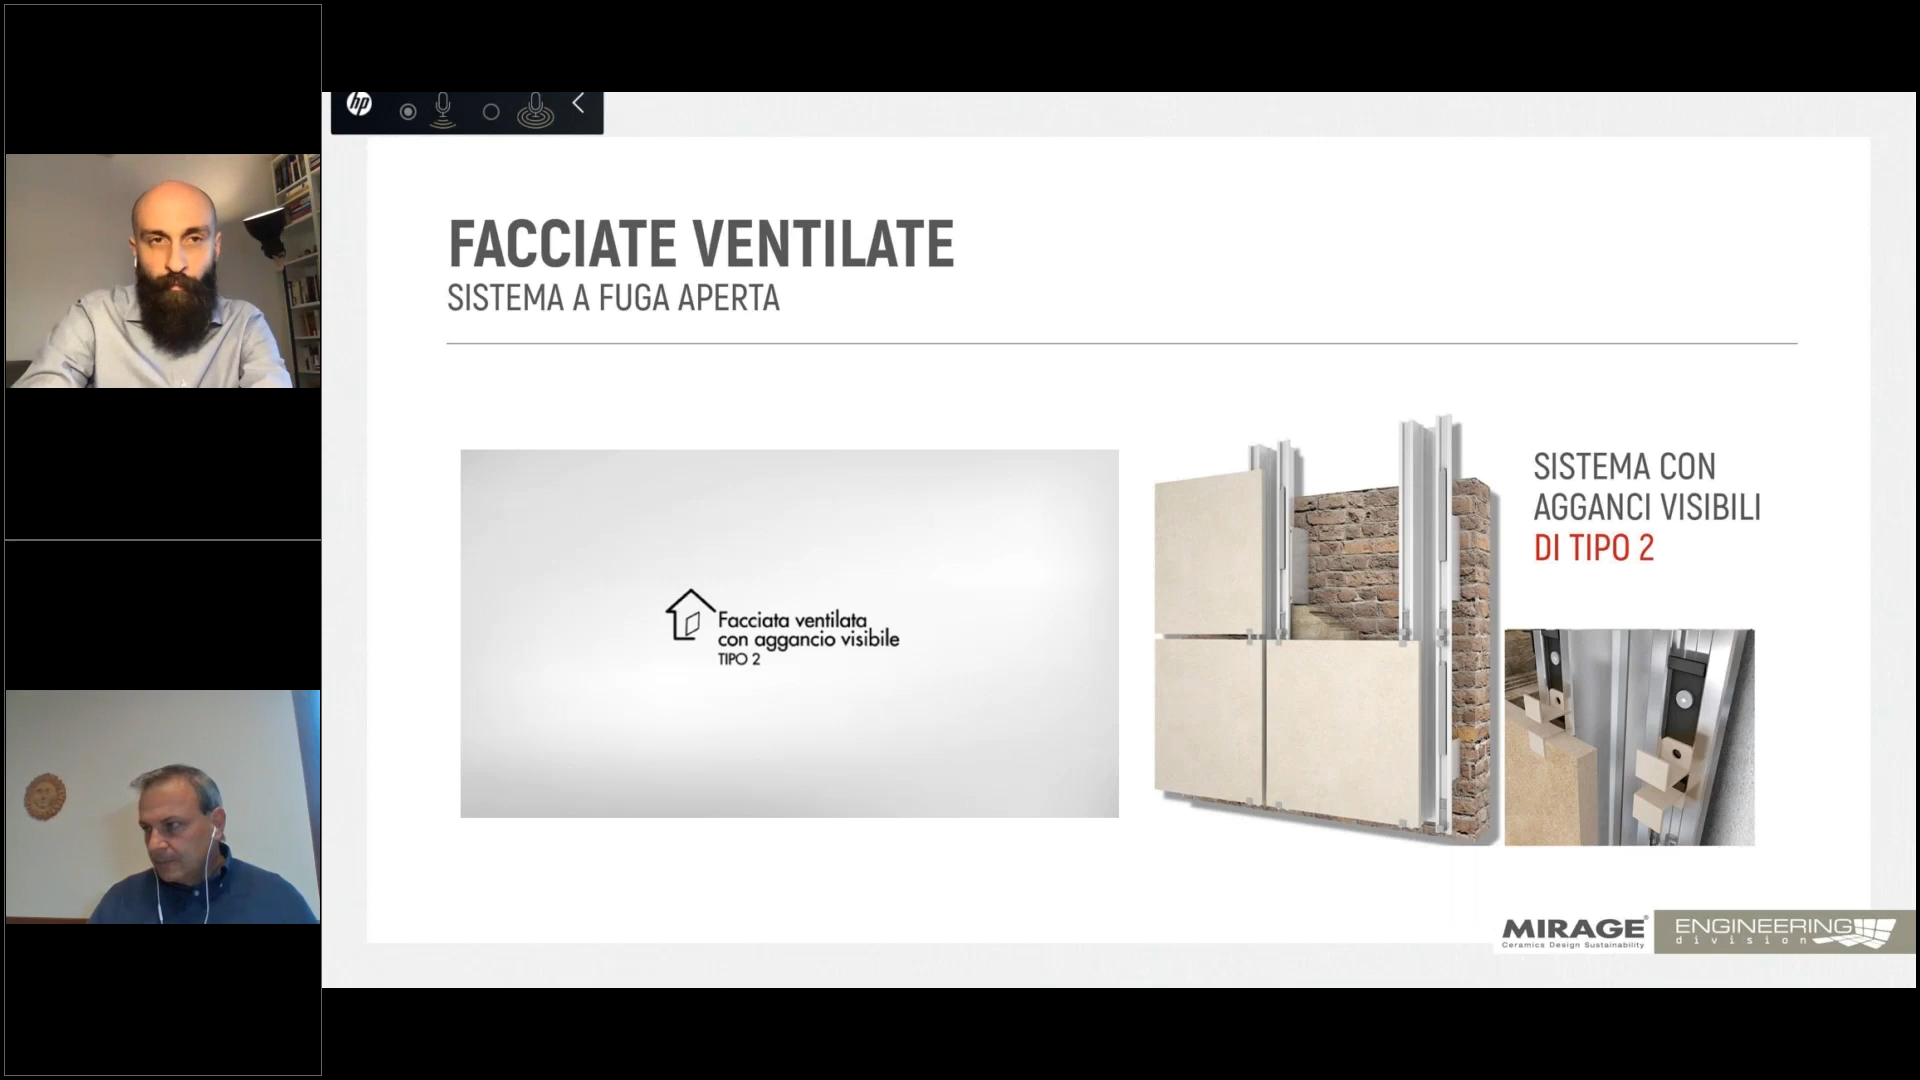 hp
FACCIATE VENTILATE
SISTEMA A FUGA APERTA
Facciata ventilata
con aggancio visibile
TIPO 2
SISTEMA CON
AGGANCI VISIBILI
DI TIPO 2
MIRAGE®
Ceramics Design Sustainability
ENGINEERING
division